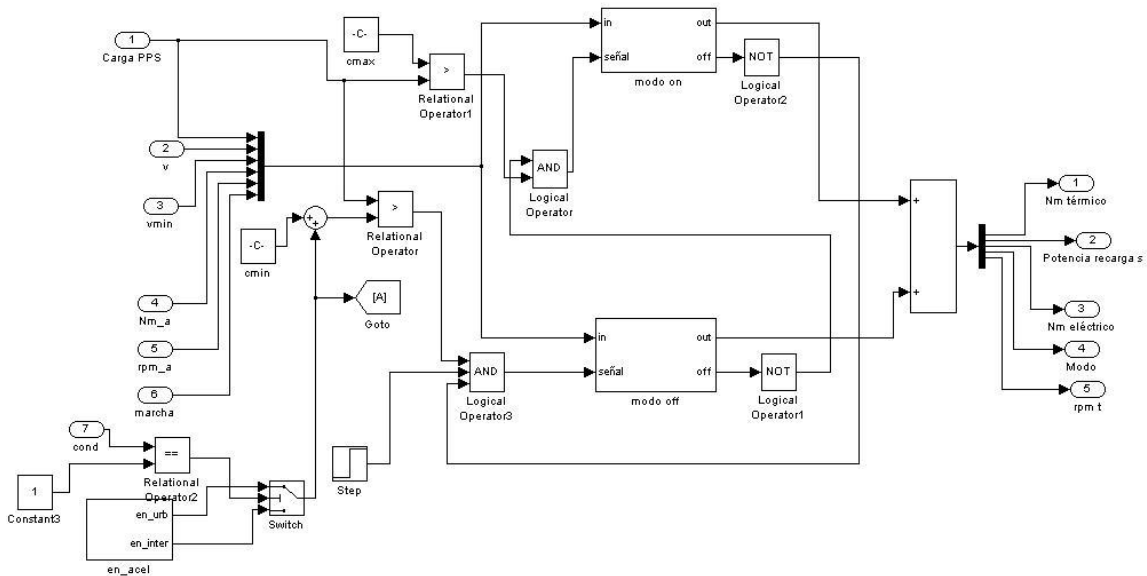 1
Carga PPS
-C-
cmax
>
Relational
Operator1
in
señal
out
off
modo on
NOT
Logical
Operator2
2
v
3
vmin
AND
Logical
Operator
-C-
cmin
+
+
>
Relational
Operator
[A]
Goto
4
Nm_a
5
rpm_a
6
marcha
AND
Logical
Operator3
in
señal
out
off
modo off
NOT
Logical
Operator1
+
+
1
Nm térmico
2
Potencia recarga s
3
Nm eléctrico
4
Modo
5
rpm t
7
cond
==
Relational
Operator2
1
Constant3
en_urb
en_inter
en_acel
Switch
Step